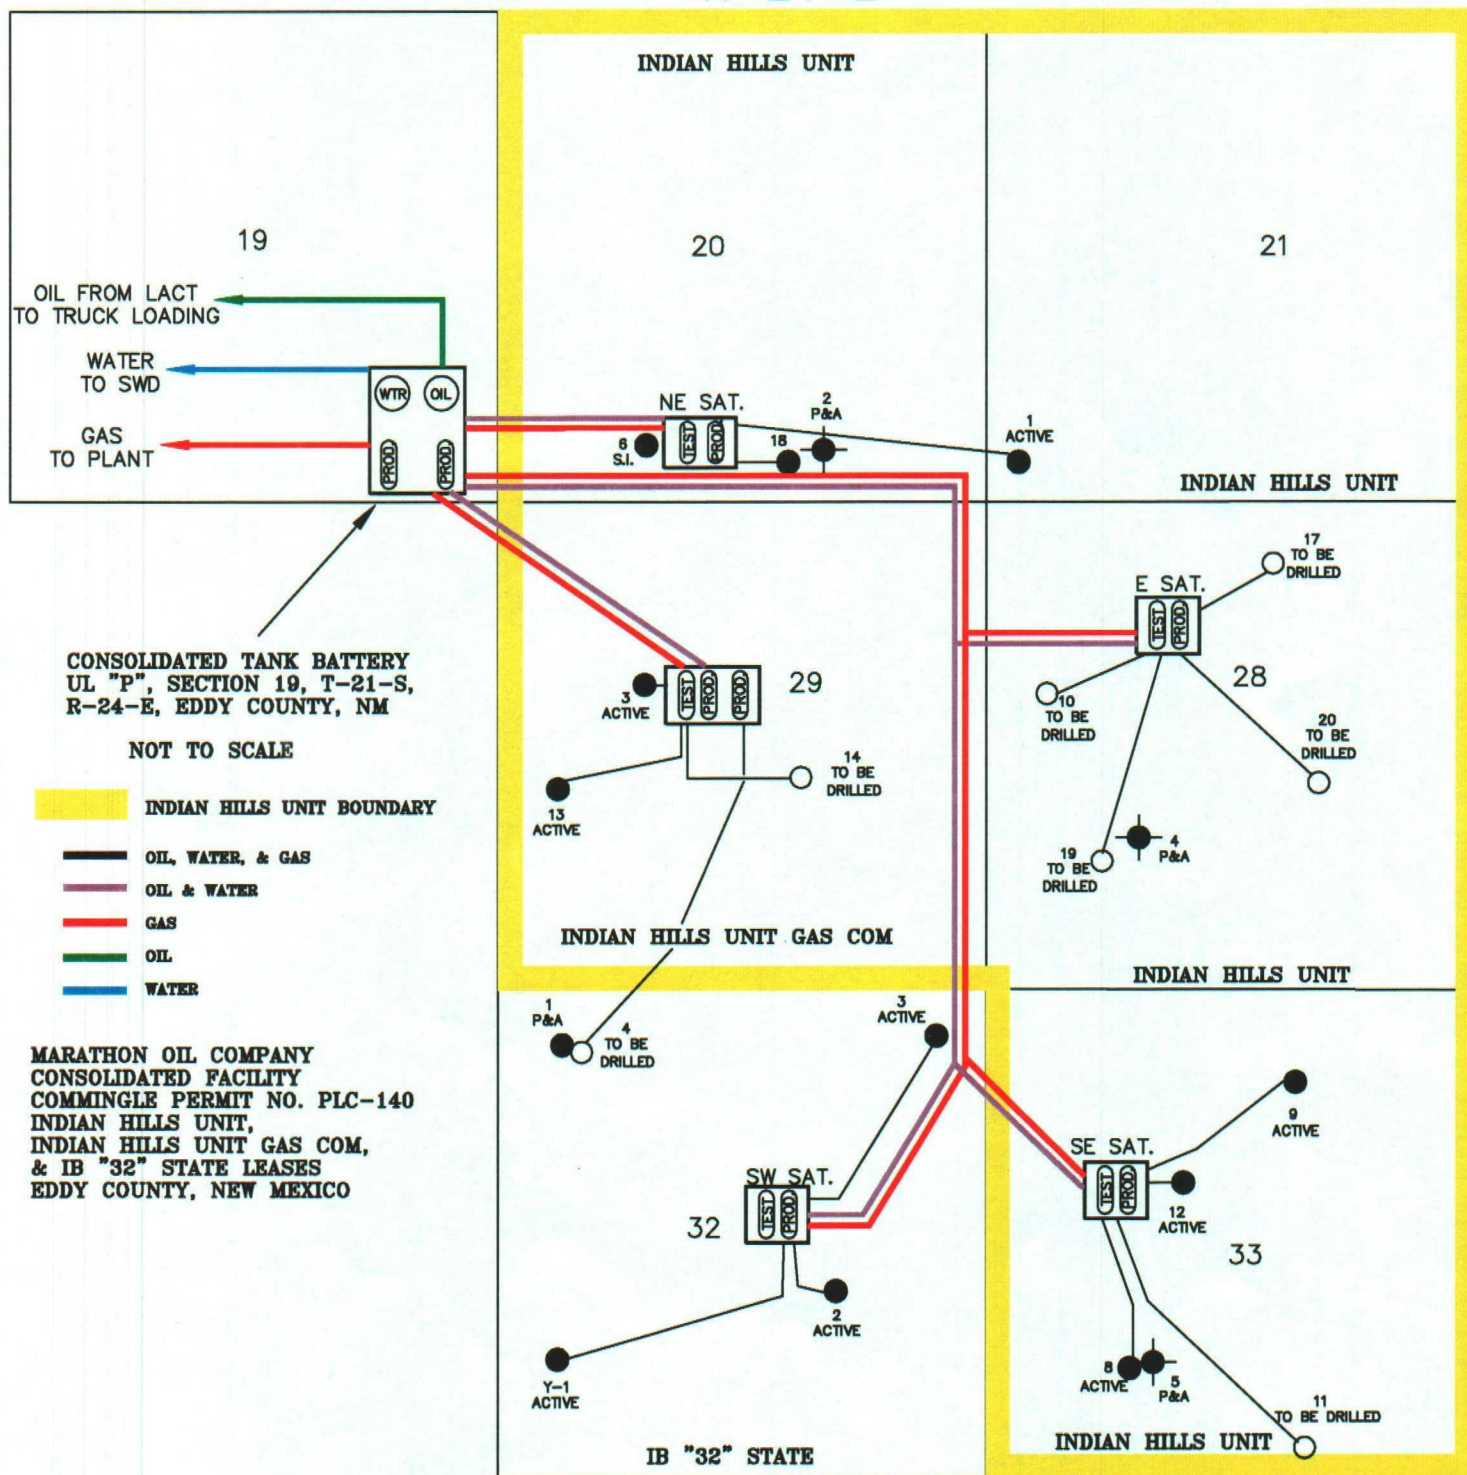 INDIAN HILLS UNIT
19
20
21
OIL FROM LACT
TO TRUCK LOADING
WATER
TO SWD
GAS
TO PLANT
WTR
OIL
PROD.
PROD.
NE SAT.
TEST
PROD.
6
S.I.
18
2
P&A
1
ACTIVE
INDIAN HILLS UNIT
CONSOLIDATED TANK BATTERY
UL "P", SECTION 19, T-21-S,
R-24-E, EDDY COUNTY, NM
NOT TO SCALE
INDIAN HILLS UNIT BOUNDARY
OIL, WATER, & GAS
OIL & WATER
GAS
OIL
WATER
MARATHON OIL COMPANY
CONSOLIDATED FACILITY
COMMINGLE PERMIT NO. PLC-140
INDIAN HILLS UNIT,
INDIAN HILLS UNIT GAS COM,
& IB "32" STATE LEASES
EDDY COUNTY, NEW MEXICO
29
TEST
PROD.
PROD.
3
ACTIVE
13
ACTIVE
14
TO BE
DRILLED
INDIAN HILLS UNIT GAS COM
E SAT.
TEST
PROD.
17
TO BE
DRILLED
28
10
TO BE
DRILLED
20
TO BE
DRILLED
19
TO BE
DRILLED
4
P&A
INDIAN HILLS UNIT
1
P&A
4
TO BE
DRILLED
3
ACTIVE
SW SAT.
TEST
PROD.
32
2
ACTIVE
Y-1
ACTIVE
IB "32" STATE
SE SAT.
TEST
PROD.
9
ACTIVE
12
ACTIVE
33
8
ACTIVE
5
P&A
11
TO BE DRILLED
INDIAN HILLS UNIT